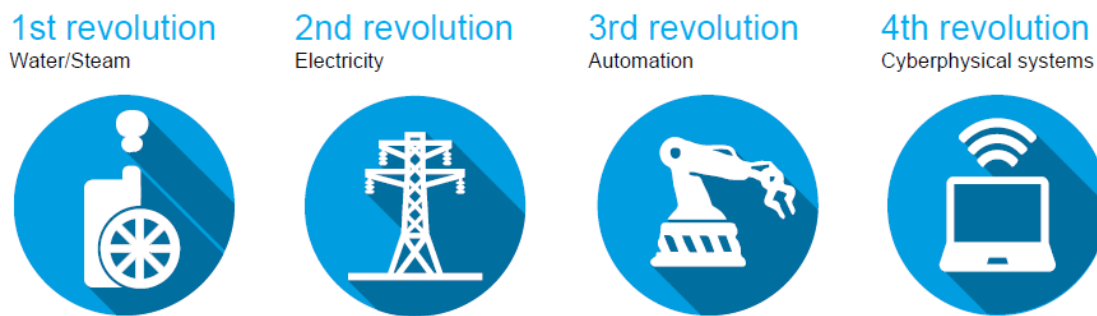 1st revolution
Water/Steam
2nd revolution
Electricity
3rd revolution
Automation
4th revolution
Cyberphysical systems